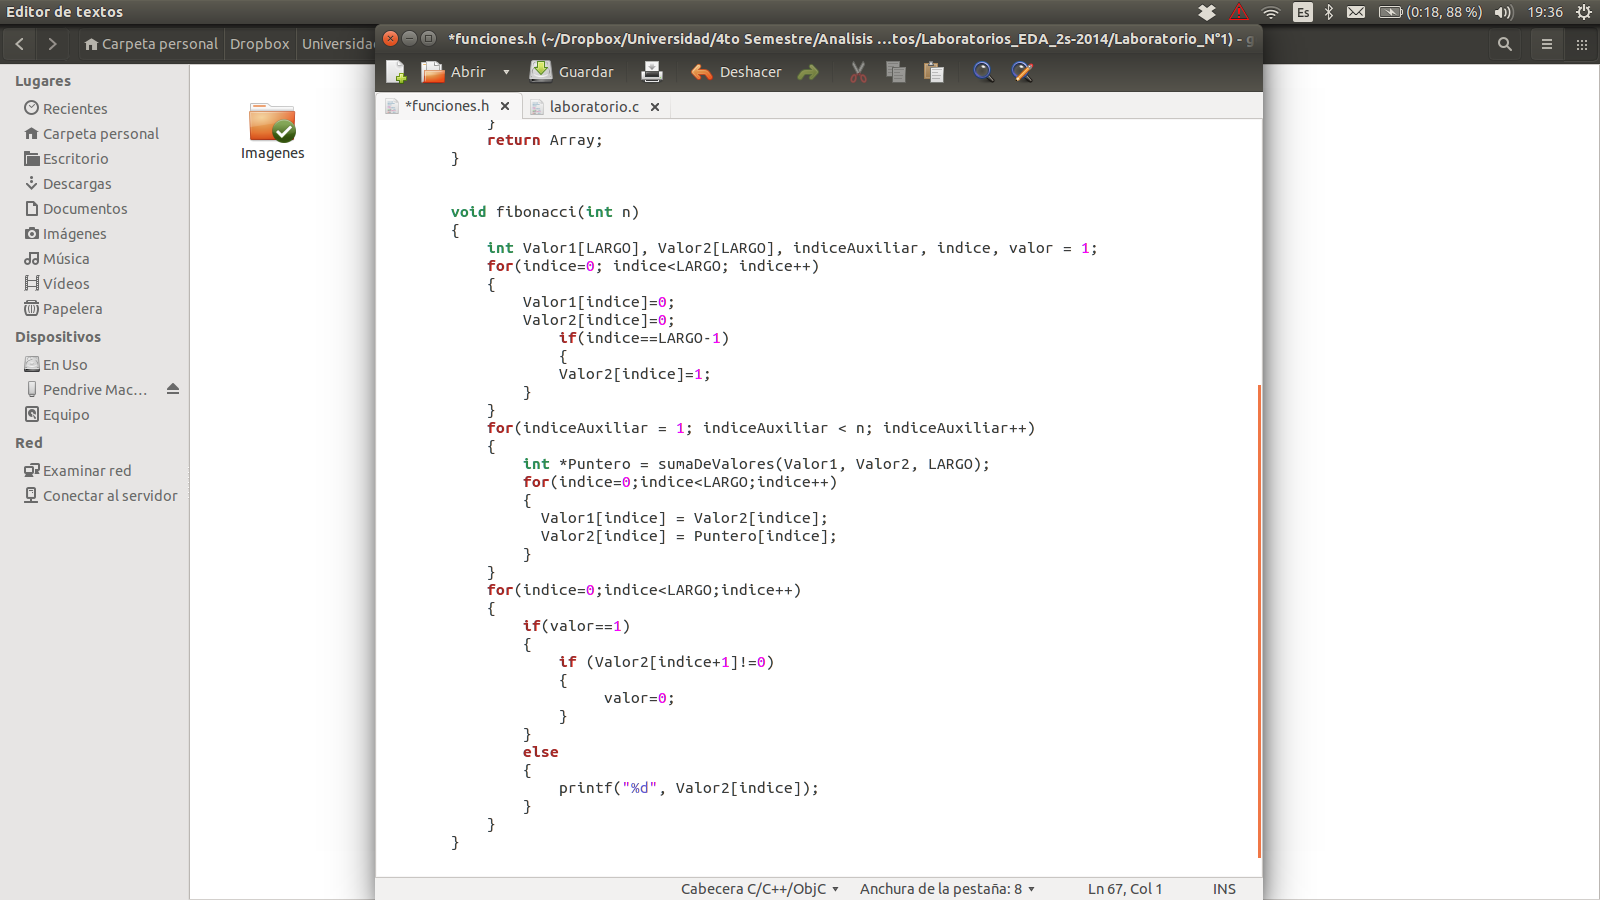 Editor de textos
Es
(0:18, 88 %)
19:36
Carpeta personal
Dropbox
Universidad
*funciones.h (~/Dropbox/Universidad/4to Semestre/Analisis ...tos/Laboratorios_EDA_2s-2014/Laboratorio_N°1) - g
Abrir
Guardar
Deshacer
*funciones.h
laboratorio.c
Lugares
Recientes
Carpeta personal
Escritorio
Descargas
Documentos
Imágenes
Música
Vídeos
Papelera
Dispositivos
En Uso
Pendrive Mac...
Equipo
Red
Examinar red
Conectar al servidor
Imagenes
}
return Array;
}
void fibonacci(int n)
{
int Valor1[LARGO], Valor2[LARGO], indiceAuxiliar, indice, valor = 1;
for(indice=0; indice<LARGO; indice++)
{
Valor1[indice]=0;
Valor2[indice]=0;
if(indice==LARGO-1)
{
Valor2[indice]=1;
}
}
for(indiceAuxiliar = 1; indiceAuxiliar < n; indiceAuxiliar++)
{
int *Puntero = sumaDeValores(Valor1, Valor2, LARGO);
for(indice=0;indice<LARGO;indice++)
{
Valor1[indice] = Valor2[indice];
Valor2[indice] = Puntero[indice];
}
}
for(indice=0;indice<LARGO;indice++)
{
if(valor==1)
{
if (Valor2[indice+1]!=0)
{
valor=0;
}
}
else
{
printf("%d", Valor2[indice]);
}
}
}
Cabecera C/C++/ObjC
Anchura de la pestaña: 8
Ln 67, Col 1
INS